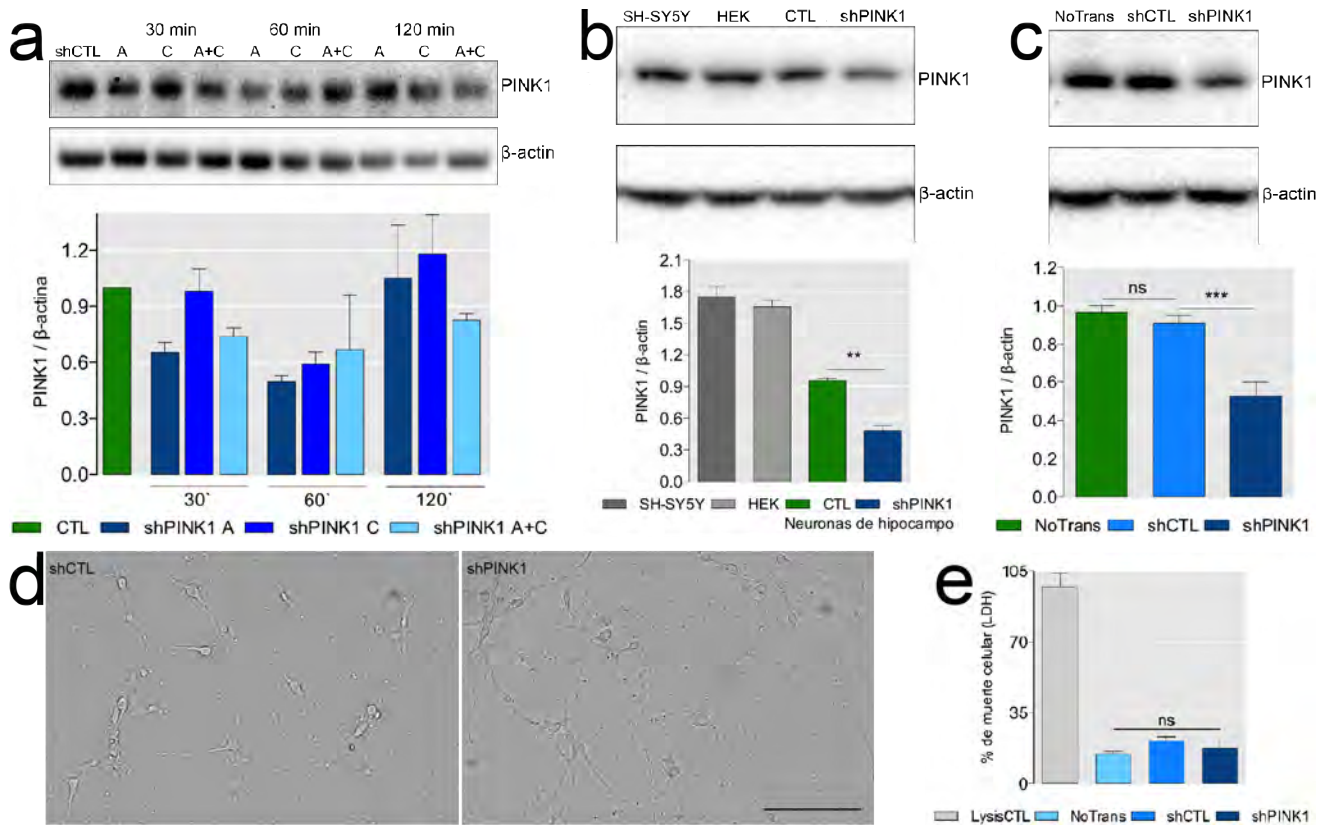 a
30 min 60 min 120 min
shCTL A C A+C A C A+C A C A+C
PINK1
β-actin
PINK1 / β-actina
1.2
0.9
0.6
0.3
0.0
30` 60` 120`
CTL shPINK1 A shPINK1 C shPINK1 A+C
b
SH-SY5Y HEK CTL shPINK1
PINK1
β-actin
PINK1 / β-actin
2.1
1.8
1.5
1.2
0.9
0.6
0.3
0.0
**
SH-SY5Y HEK CTL shPINK1
Neuronas de hipocampo
c
NoTrans shCTL shPINK1
PINK1
β-actin
PINK1 / β-actin
1.2
1.0
0.8
0.6
0.4
0.2
0.0
ns ***
NoTrans shCTL shPINK1
d
shCTL shPINK1
e
% de muerte celular (LDH)
105
70
35
0
ns
LysisCTL NoTrans shCTL shPINK1